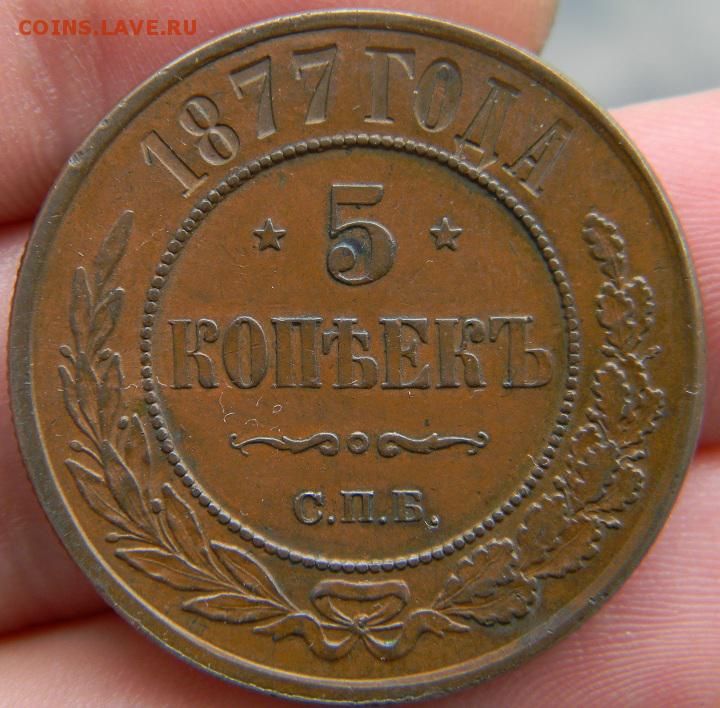 COINS.LAVE.RU
1877 ГОДА
5
КОПѢЕКЪ
С.П.Б.